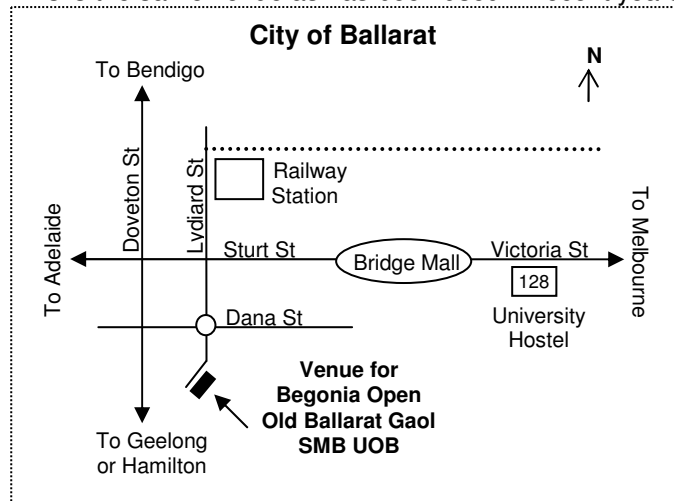 City of Ballarat
To Bendigo
N
Doveton St
Lydiard St
Railway
Station
To Adelaide
Sturt St
Bridge Mall
Victoria St
To Melbourne
128
University
Hostel
Dana St
Venue for
Begonia Open
Old Ballarat Gaol
SMB UOB
To Geelong
or Hamilton